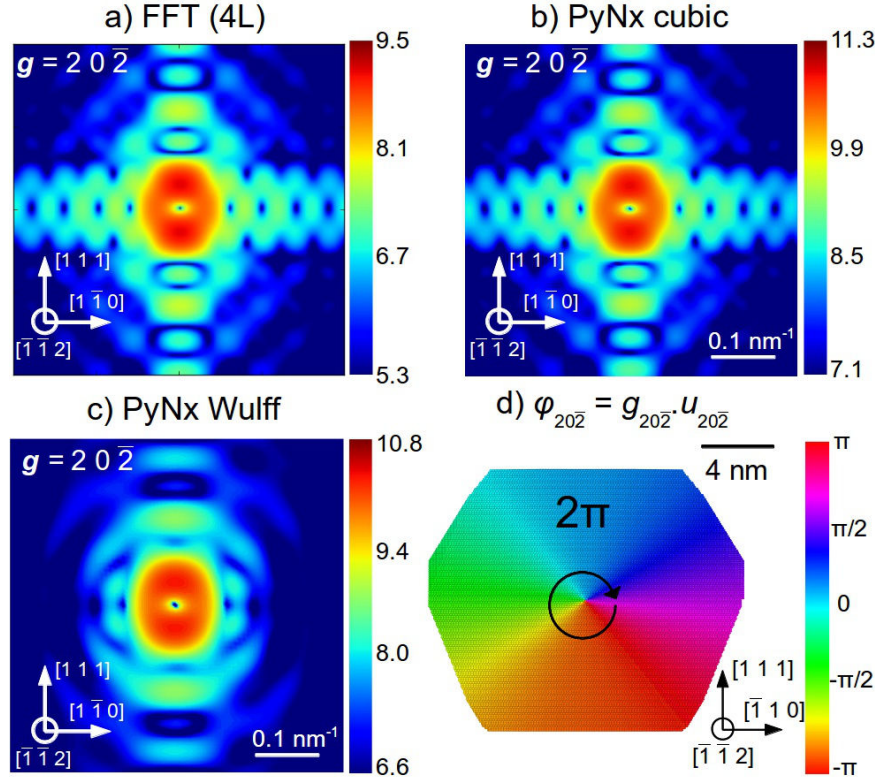 a) FFT (4L)
g = 2 0 2̅
9.5
8.1
6.7
5.3
[1 1 1]
[1 1̅ 0]
[1̅ 1̅ 2]
b) PyNx cubic
g = 2 0 2̅
11.3
9.9
8.5
7.1
[1 1 1]
[1 1̅ 0]
[1̅ 1̅ 2]
0.1 nm⁻¹
c) PyNx Wulff
g = 2 0 2̅
10.8
9.4
8.0
6.6
[1 1 1]
[1 1̅ 0]
[1̅ 1̅ 2]
0.1 nm⁻¹
d) φ₂₀₂̅ = g₂₀₂̅.u₂₀₂̅
4 nm
2π
π
π/2
0
-π/2
-π
[1 1 1]
[1̅ 1 0]
[1̅ 1̅ 2]